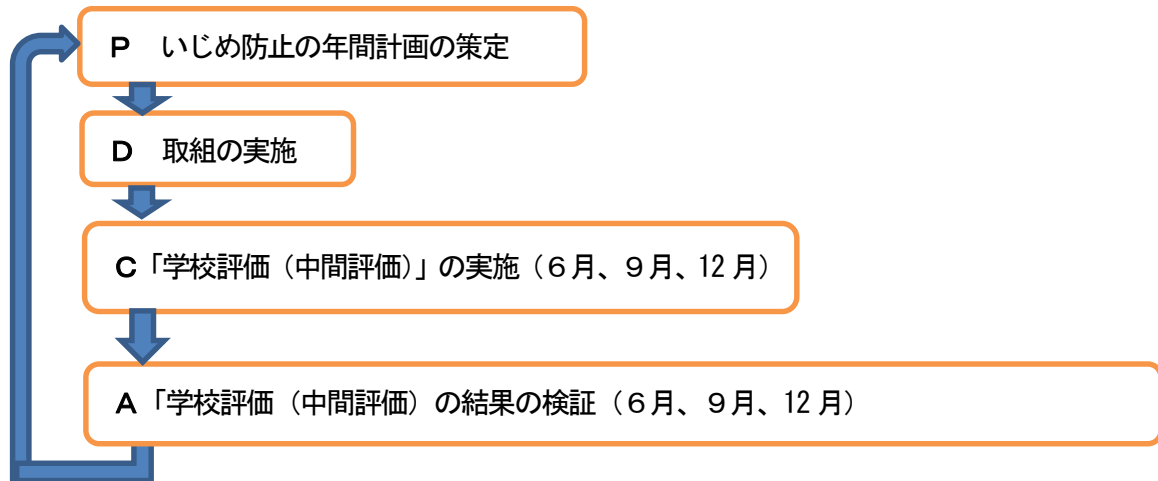 P いじめ防止の年間計画の策定
D 取組の実施
C「学校評価（中間評価）」の実施（６月、９月、12 月）
A「学校評価（中間評価）の結果の検証（６月、９月、12 月）